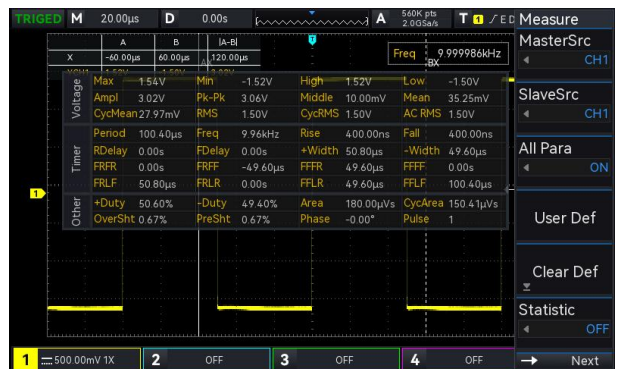 TRIGED M 20.00µs D 0.00s A 560K pts 2.0GSa/s T 1 Measure
MasterSrc
CH1
SlaveSrc
CH1
All Para
ON
User Def
Clear Def
Statistic
OFF
Next
A B |A-B|
X -60.00µs 60.00µs 120.00µs
AX
Freq 9.999986kHz
BX
Voltage
Max 1.54V Min -1.52V High 1.52V Low -1.50V
Ampl 3.02V Pk-Pk 3.06V Middle 10.00mV Mean 35.25mV
CycMean 27.97mV RMS 1.50V CycRMS 1.50V AC RMS 1.50V
Timer
Period 100.40µs Freq 9.96kHz Rise 400.00ns Fall 400.00ns
RDelay 0.00s FDelay 0.00s +Width 50.80µs -Width 49.60µs
FRFR 0.00s FRFF -49.60µs FFFR 49.60µs FFFF 0.00s
FRLF 50.80µs FRLR 0.00s FFLR 49.60µs FFLF 100.40µs
Other
+Duty 50.60% -Duty 49.40% Area 180.00µVs CycArea 150.41µVs
OverSht 0.67% PreSht 0.67% Phase -0.00° Pulse 1
1
1 500.00mV 1X 2 OFF 3 OFF 4 OFF